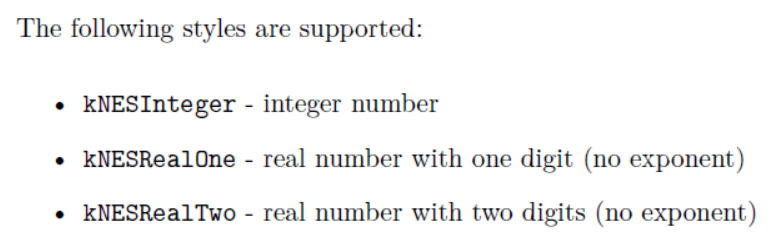 The following styles are supported:
• kNESInteger - integer number
• kNESRealOne - real number with one digit (no exponent)
• kNESRealTwo - real number with two digits (no exponent)